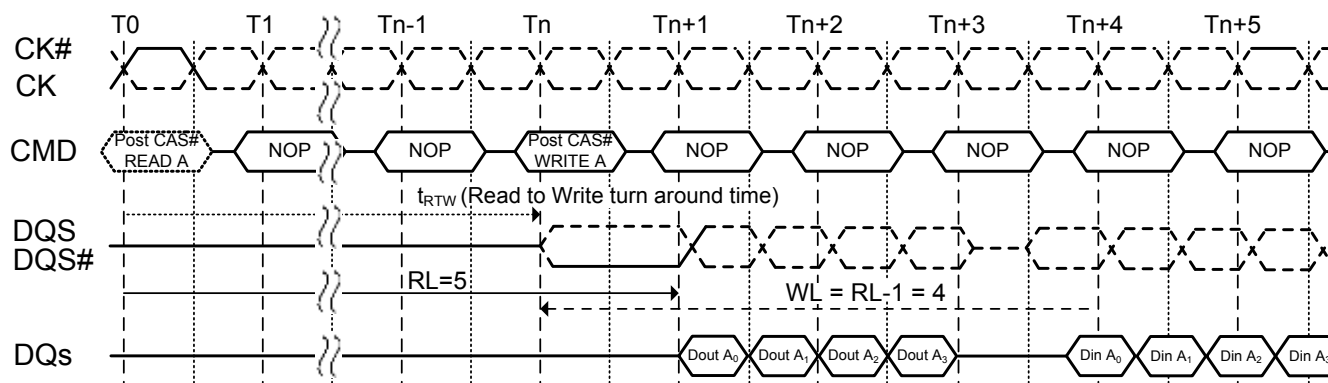 T0 T1 Tn-1 Tn Tn+1 Tn+2 Tn+3 Tn+4 Tn+5
CK#
CK
CMD
Post CAS# READ A
NOP
NOP
Post CAS# WRITE A
NOP
NOP
NOP
NOP
NOP
tRTW (Read to Write turn around time)
DQS
DQS#
RL=5
WL = RL-1 = 4
DQs
Dout A0 Dout A1 Dout A2 Dout A3 Din A0 Din A1 Din A2 Din A3